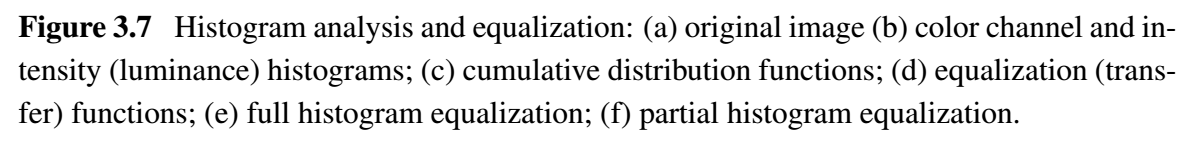 Figure 3.7 Histogram analysis and equalization: (a) original image (b) color channel and in-
tensity (luminance) histograms; (c) cumulative distribution functions; (d) equalization (trans-
fer) functions; (e) full histogram equalization; (f) partial histogram equalization.